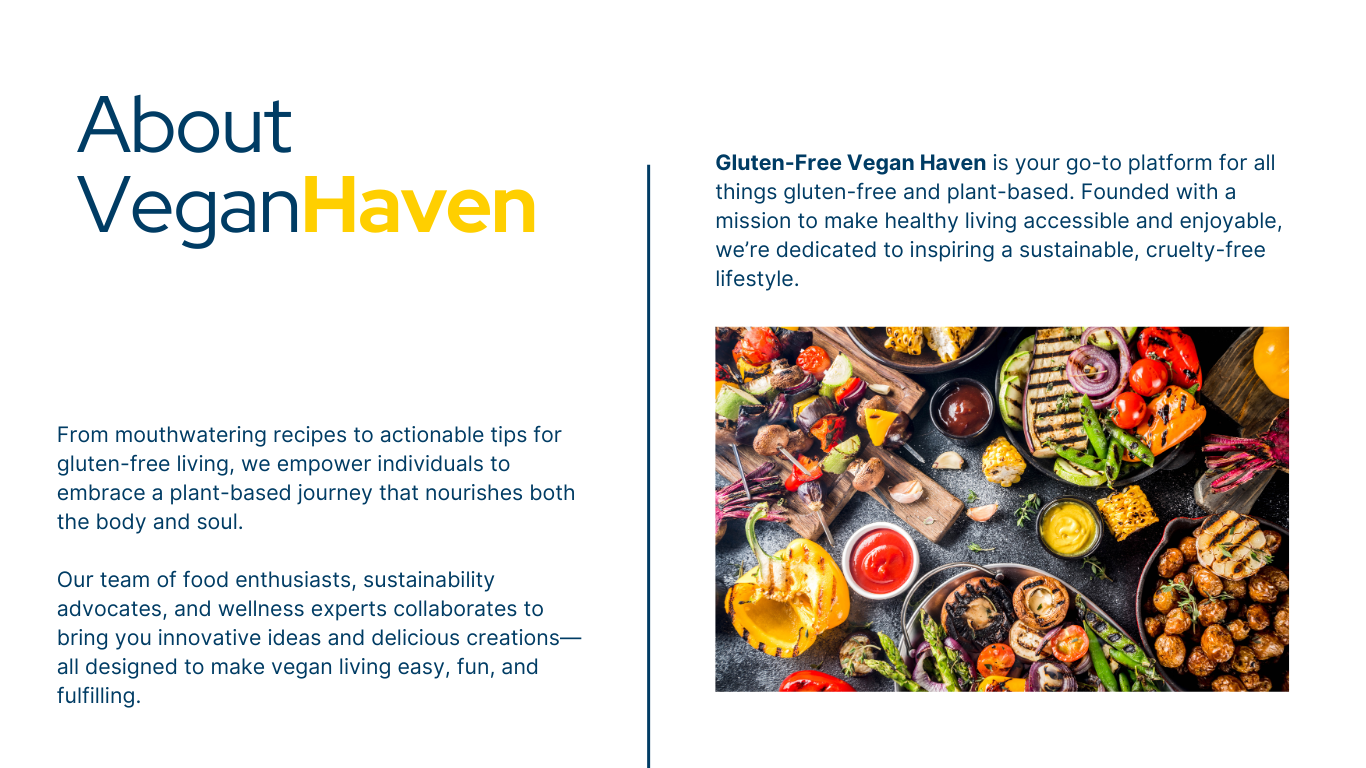 About
VeganHaven
From mouthwatering recipes to actionable tips for
gluten-free living, we empower individuals to
embrace a plant-based journey that nourishes both
the body and soul.
Our team of food enthusiasts, sustainability
advocates, and wellness experts collaborates to
bring you innovative ideas and delicious creations—
all designed to make vegan living easy, fun, and
fulfilling.
Gluten-Free Vegan Haven is your go-to platform for all
things gluten-free and plant-based. Founded with a
mission to make healthy living accessible and enjoyable,
we’re dedicated to inspiring a sustainable, cruelty-free
lifestyle.